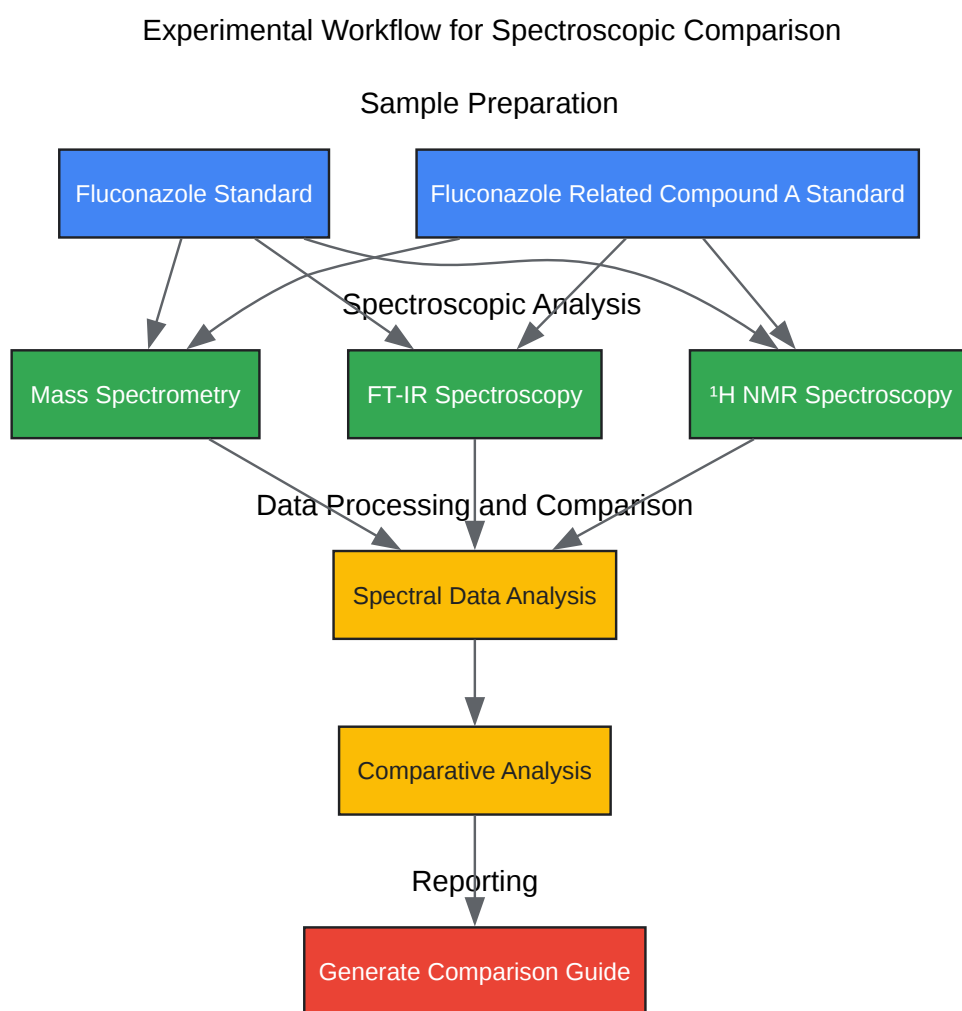 Experimental Workflow for Spectroscopic Comparison
Sample Preparation
Fluconazole Standard
Fluconazole Related Compound A Standard
Spectroscopic Analysis
Mass Spectrometry
FT-IR Spectroscopy
¹H NMR Spectroscopy
Data Processing and Comparison
Spectral Data Analysis
Comparative Analysis
Reporting
Generate Comparison Guide